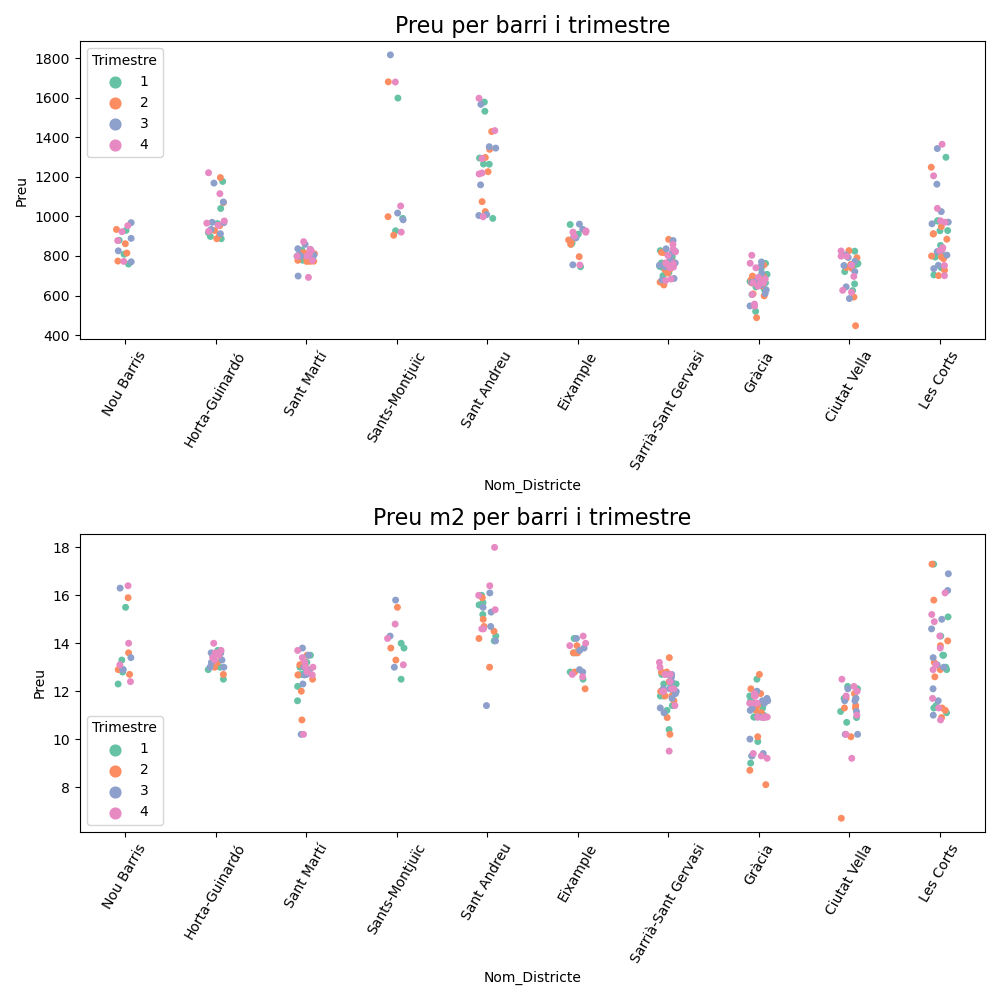 Preu per barri i trimestre
Preu
1800
1600
1400
1200
1000
800
600
400
Trimestre
1
2
3
4
Nou Barris
Horta-Guinardó
Sant Martí
Sants-Montjuïc
Sant Andreu
Eixample
Sarrià-Sant Gervasi
Gràcia
Ciutat Vella
Les Corts
Nom_Districte
Preu m2 per barri i trimestre
Preu
18
16
14
12
10
8
Trimestre
1
2
3
4
Nou Barris
Horta-Guinardó
Sant Martí
Sants-Montjuïc
Sant Andreu
Eixample
Sarrià-Sant Gervasi
Gràcia
Ciutat Vella
Les Corts
Nom_Districte